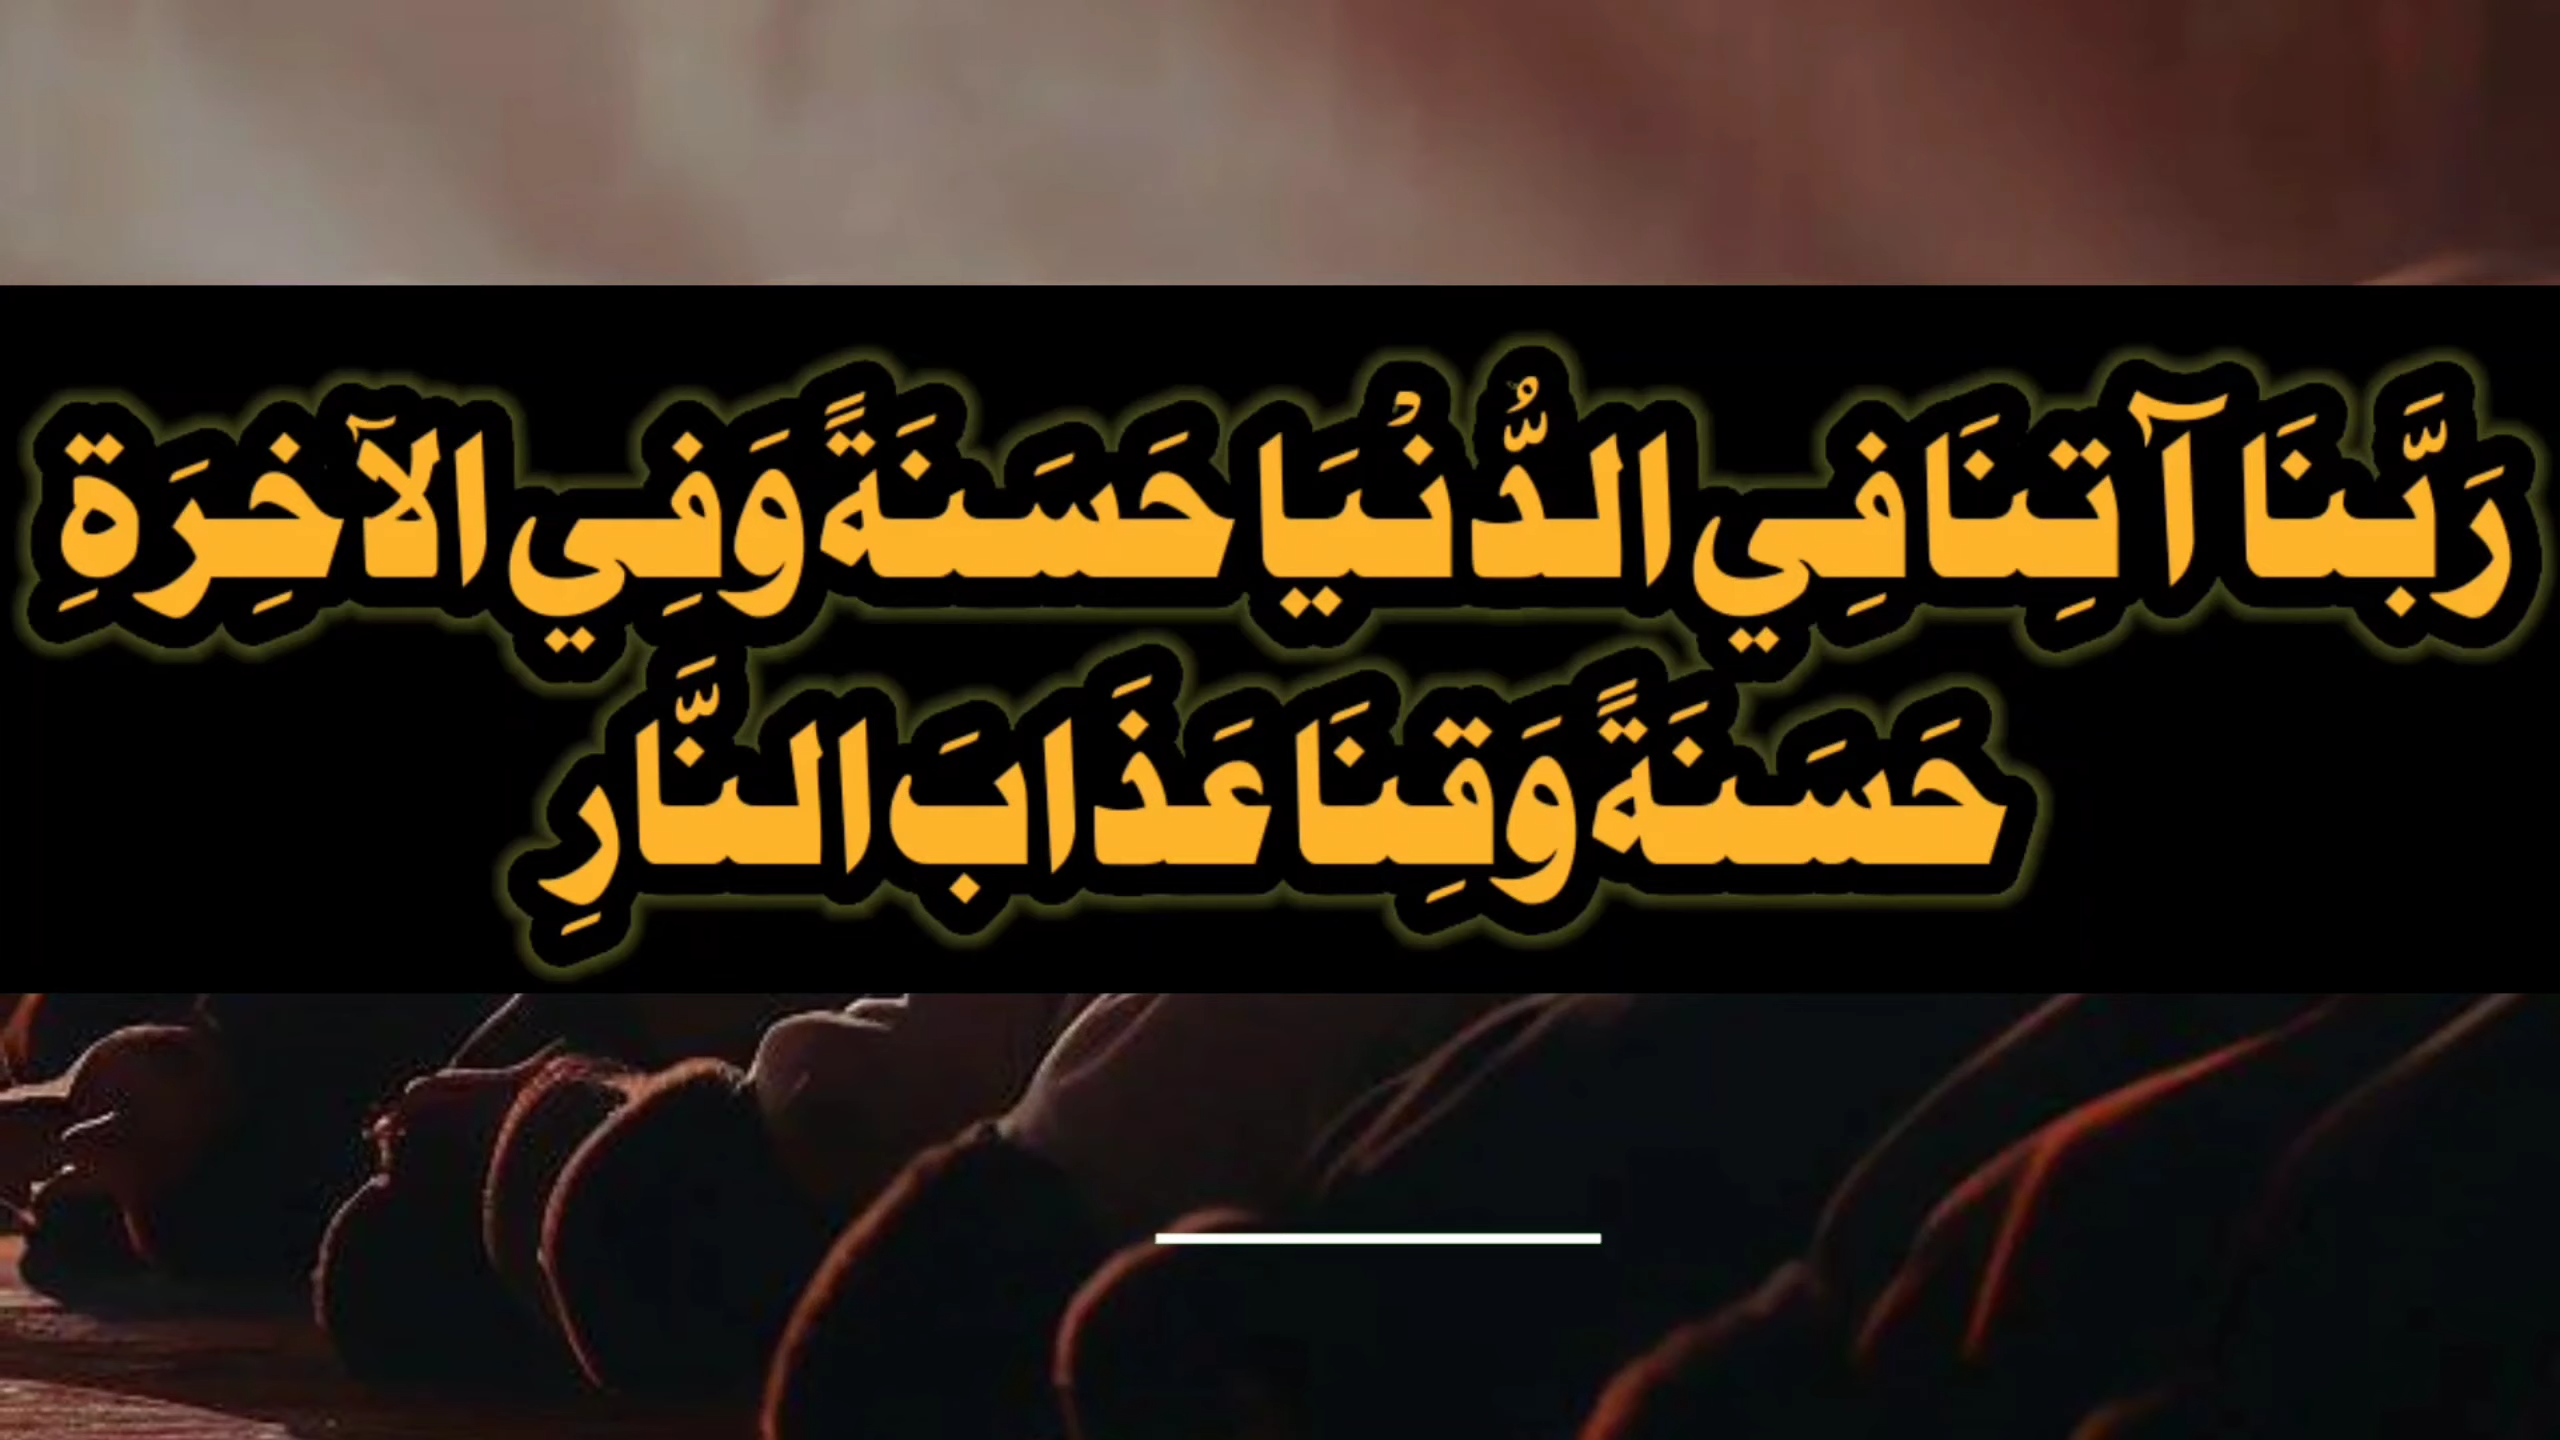 رَبَّنَا آتِنَا فِي الدُّنْيَا حَسَنَةً وَفِي الآخِرَةِ
حَسَنَةً وَقِنَا عَذَابَ النَّارِ